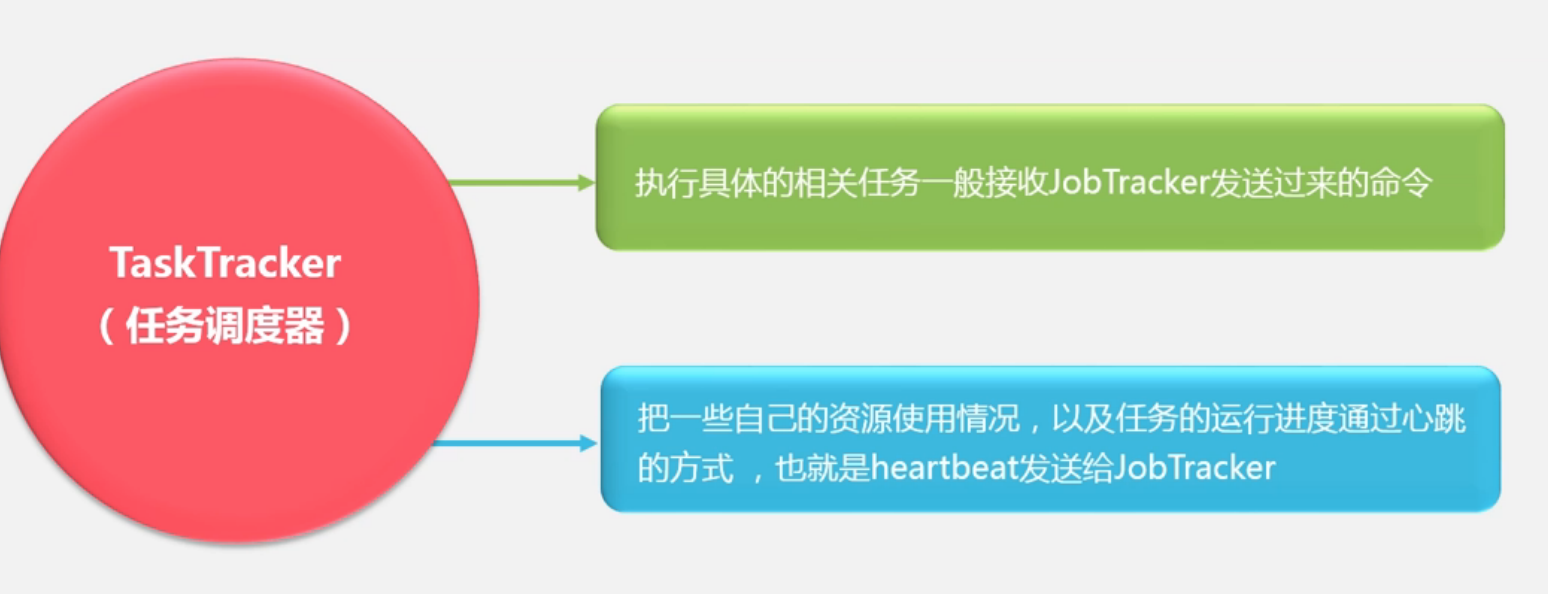 TaskTracker
（任务调度器）
执行具体的相关任务一般接收JobTracker发送过来的命令
把一些自己的资源使用情况，以及任务的运行进度通过心跳
的方式 ，也就是heartbeat发送给JobTracker